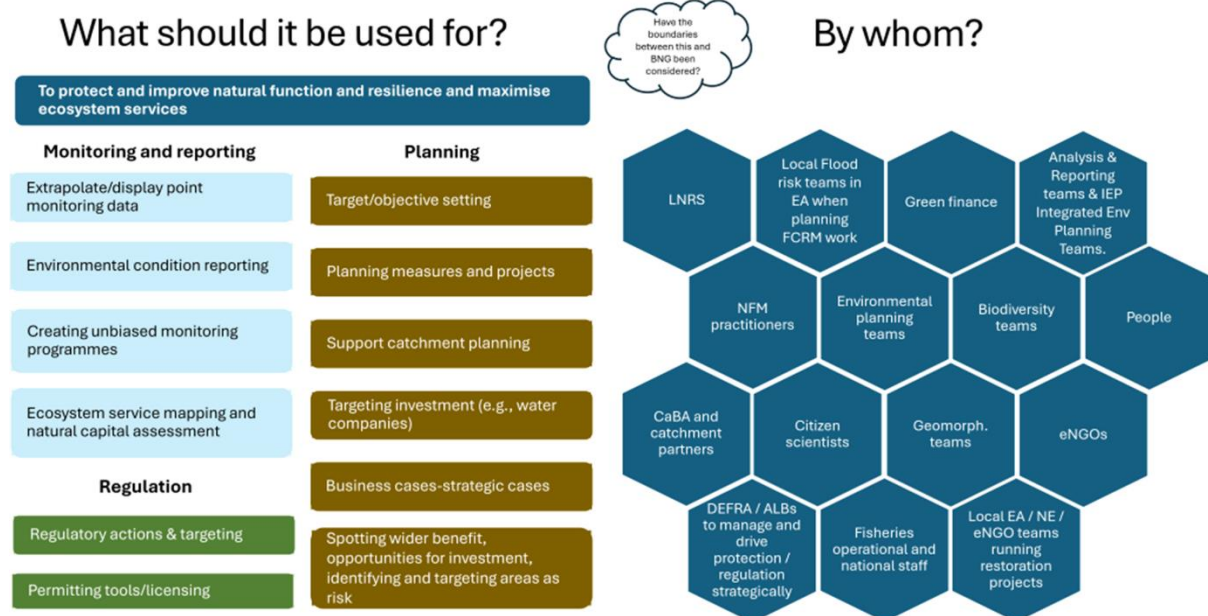 What should it be used for?
To protect and improve natural function and resilience and maximise
ecosystem services
Monitoring and reporting
Extrapolate/display point
monitoring data
Environmental condition reporting
Creating unbiased monitoring
programmes
Ecosystem service mapping and
natural capital assessment
Regulation
Regulatory actions & targeting
Permitting tools/licensing
Planning
Target/objective setting
Planning measures and projects
Support catchment planning
Targeting investment (e.g., water
companies)
Business cases-strategic cases
Spotting wider benefit,
opportunities for investment,
identifying and targeting areas as
risk
Have the
boundaries
between this and
BNG been
considered?
By whom?
LNRS
Local Flood
risk teams in
EA when
planning
FCRM work
Green finance
Analysis &
Reporting
teams & IEP
Integrated Env
Planning
Teams.
NFM
practitioners
Environmental
planning
teams
Biodiversity
teams
People
CaBA and
catchment
partners
Citizen
scientists
Geomorph.
teams
eNGOs
DEFRA / ALBs
to manage and
drive
protection /
regulation
strategically
Fisheries
operational and
national staff
Local EA / NE /
eNGO teams
running
restoration
projects